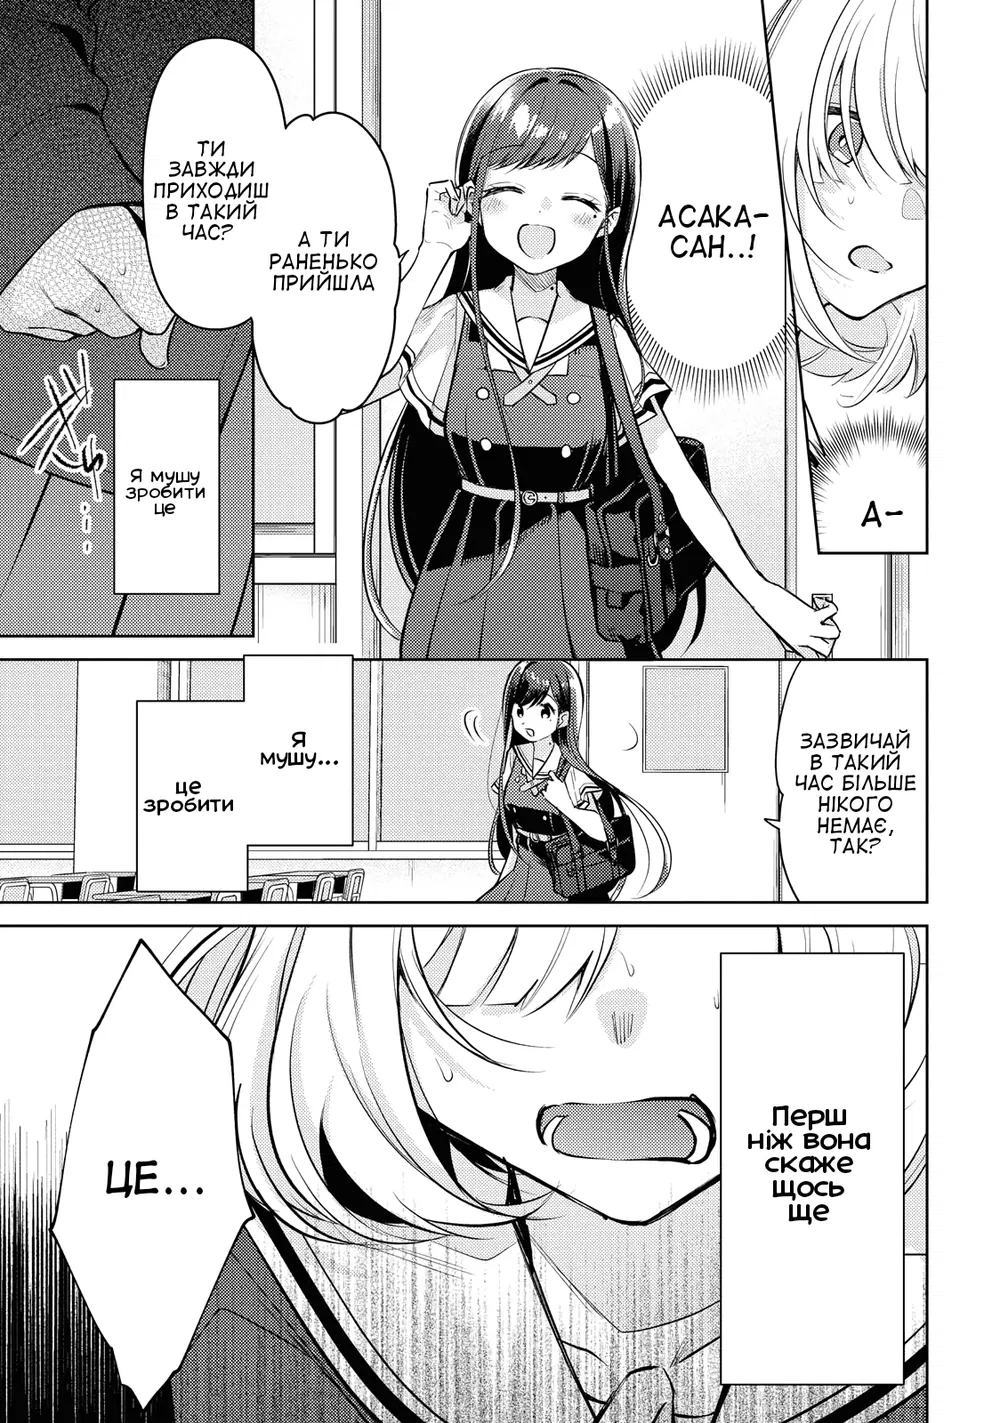 А-
АСАКА-
САН..!
А ТИ
РАНЕНЬКО
ПРИЙШЛА
ТИ
ЗАВЖДИ
ПРИХОДИШ
В ТАКИЙ
ЧАС?
Я мушу
зробити
це
ЗАЗВИЧАЙ
В ТАКИЙ
ЧАС БІЛЬШЕ
НІКОГО
НЕМАЄ,
ТАК?
Я
мушу...
це
зробити
Перш
ніж вона
скаже
щось
ще
ЦЕ...